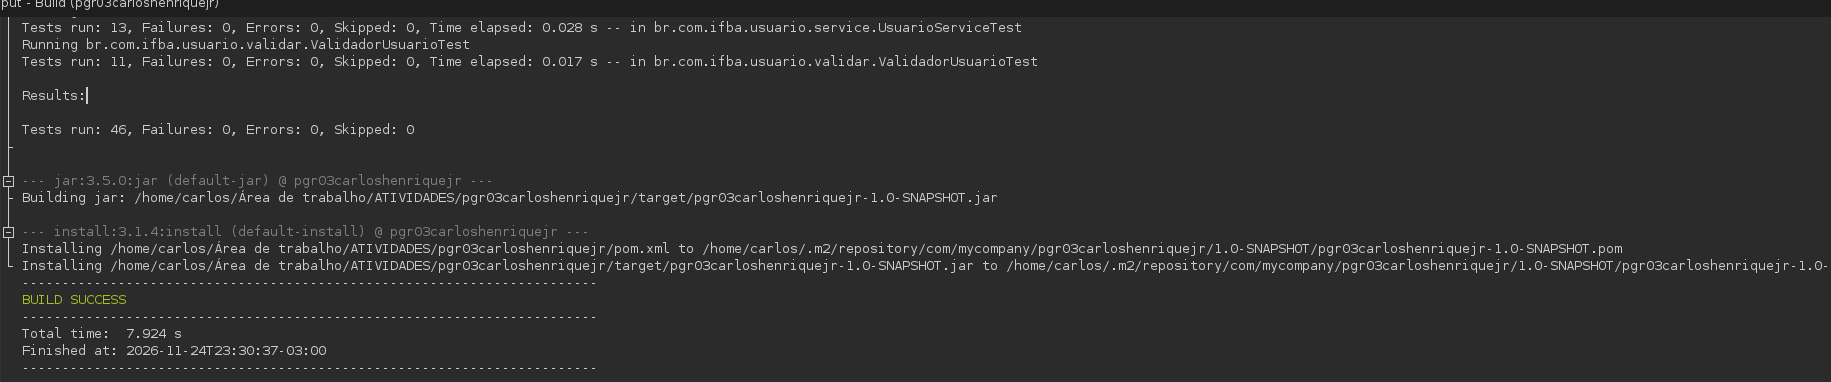 put - Build (pgr03carloshenriquejr)
Tests run: 13, Failures: 0, Errors: 0, Skipped: 0, Time elapsed: 0.028 s -- in br.com.ifba.usuario.service.UsuarioServiceTest
Running br.com.ifba.usuario.validar.ValidadorUsuarioTest
Tests run: 11, Failures: 0, Errors: 0, Skipped: 0, Time elapsed: 0.017 s -- in br.com.ifba.usuario.validar.ValidadorUsuarioTest
Results:
Tests run: 46, Failures: 0, Errors: 0, Skipped: 0
--- jar:3.5.0:jar (default-jar) @ pgr03carloshenriquejr ---
Building jar: /home/carlos/Área de trabalho/ATIVIDADES/pgr03carloshenriquejr/target/pgr03carloshenriquejr-1.0-SNAPSHOT.jar
--- install:3.1.4:install (default-install) @ pgr03carloshenriquejr ---
Installing /home/carlos/Área de trabalho/ATIVIDADES/pgr03carloshenriquejr/pom.xml to /home/carlos/.m2/repository/com/mycompany/pgr03carloshenriquejr/1.0-SNAPSHOT/pgr03carloshenriquejr-1.0-SNAPSHOT.pom
Installing /home/carlos/Área de trabalho/ATIVIDADES/pgr03carloshenriquejr/target/pgr03carloshenriquejr-1.0-SNAPSHOT.jar to /home/carlos/.m2/repository/com/mycompany/pgr03carloshenriquejr/1.0-SNAPSHOT/pgr03carloshenriquejr-1.0-
------------------------------------------------------------------------
BUILD SUCCESS
------------------------------------------------------------------------
Total time:  7.924 s
Finished at: 2026-11-24T23:30:37-03:00
------------------------------------------------------------------------